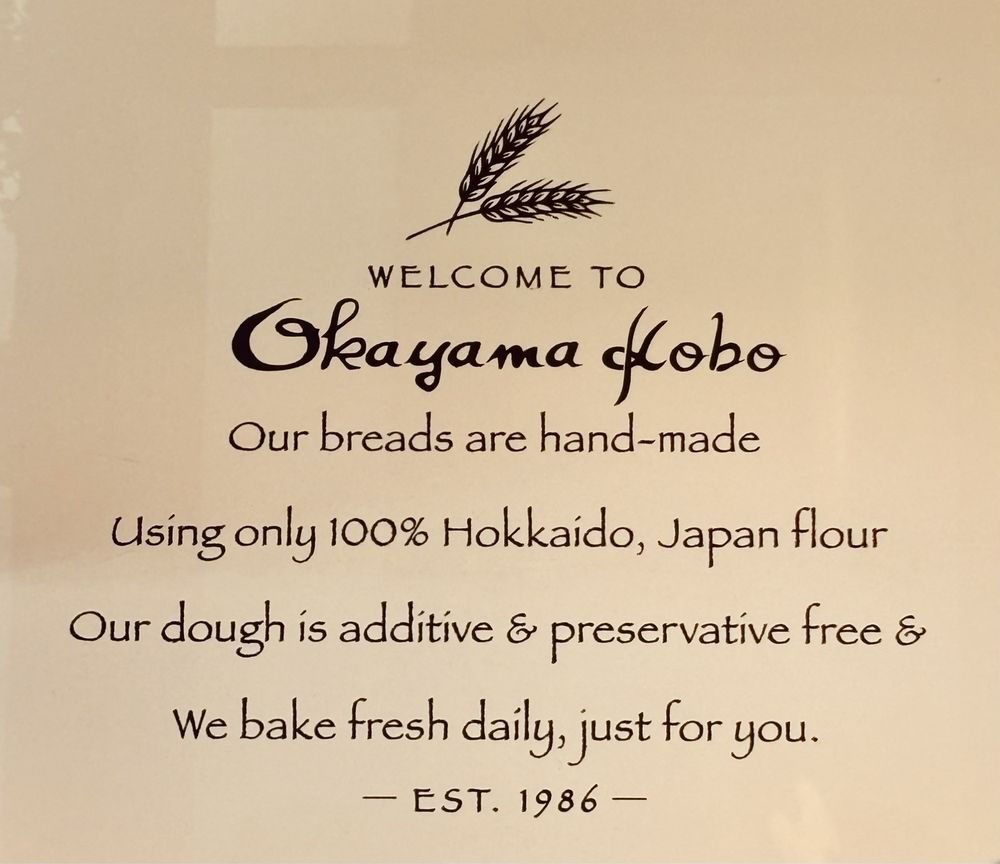 WELCOME TO
Okayama Kobo
Our breads are hand-made
Using only 100% Hokkaido, Japan flour
Our dough is additive & preservative free &
We bake fresh daily, just for you.
— EST. 1986 —